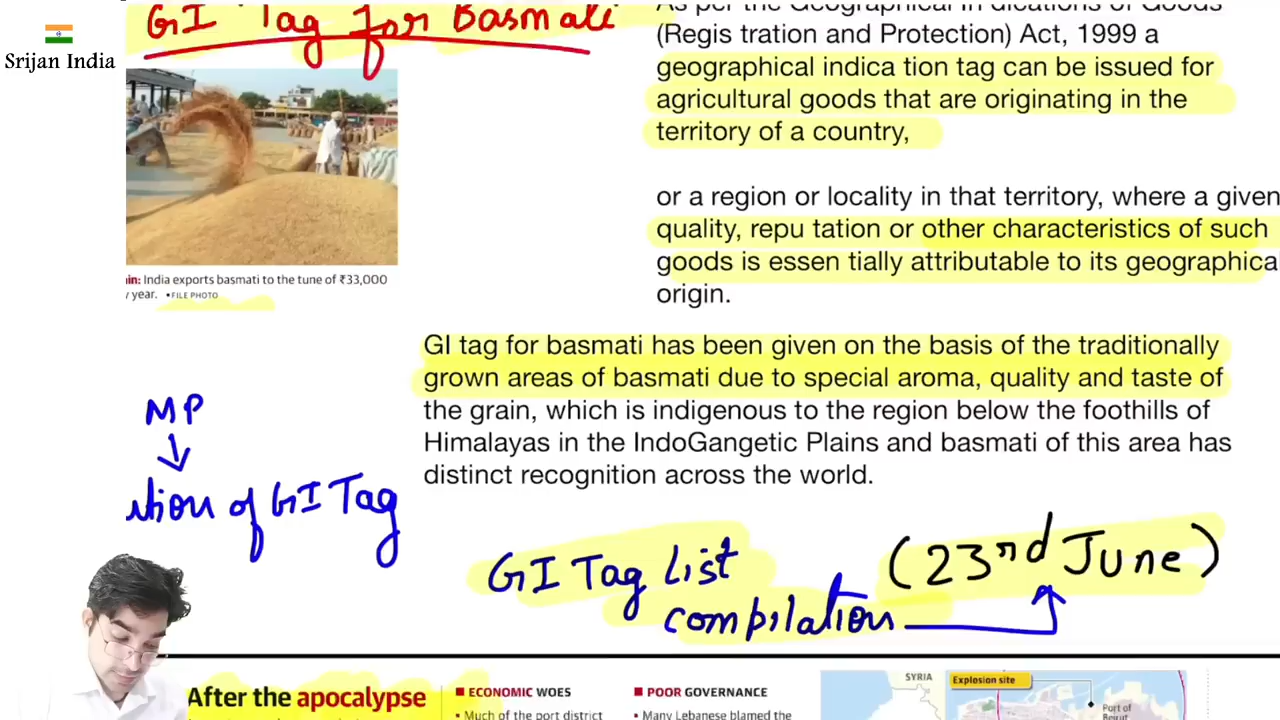 GI Tag for Basmati
Srijan India
As per the Geographical In dications of Goods
(Regis tration and Protection) Act, 1999 a
geographical indica tion tag can be issued for
agricultural goods that are originating in the
territory of a country,
or a region or locality in that territory, where a given
quality, repu tation or other characteristics of such
goods is essen tially attributable to its geographical
origin.
in: India exports basmati to the tune of ₹33,000
year. • FILE PHOTO
GI tag for basmati has been given on the basis of the traditionally
grown areas of basmati due to special aroma, quality and taste of
the grain, which is indigenous to the region below the foothills of
Himalayas in the IndoGangetic Plains and basmati of this area has
distinct recognition across the world.
MP
of GI Tag
GI Tag list
compilation
(23rd June)
After the apocalypse
■ ECONOMIC WOES
• Much of the port district
■ POOR GOVERNANCE
• Many Lebanese blamed the
SYRIA
Explosion site
Port of
Beirut